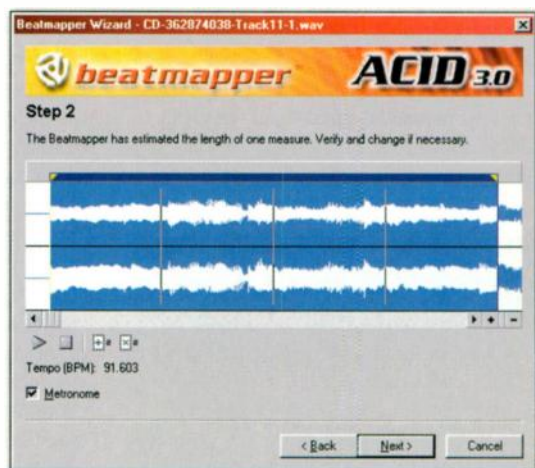 Beatmapper Wizard - CD-362874038-Track11-1.wav
beatmapper ACID 3.0
Step 2
The Beatmapper has estimated the length of one measure. Verify and change if necessary.
Tempo (BPM): 91.603
Metronome
< Back Next > Cancel